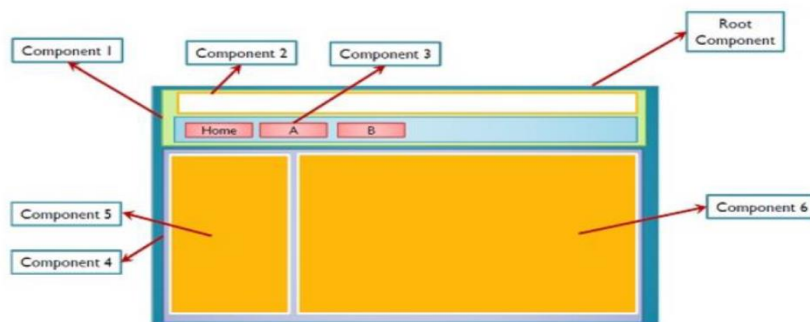 Root
Component
Component 1
Component 2
Component 3
Home
A
B
Component 5
Component 6
Component 4